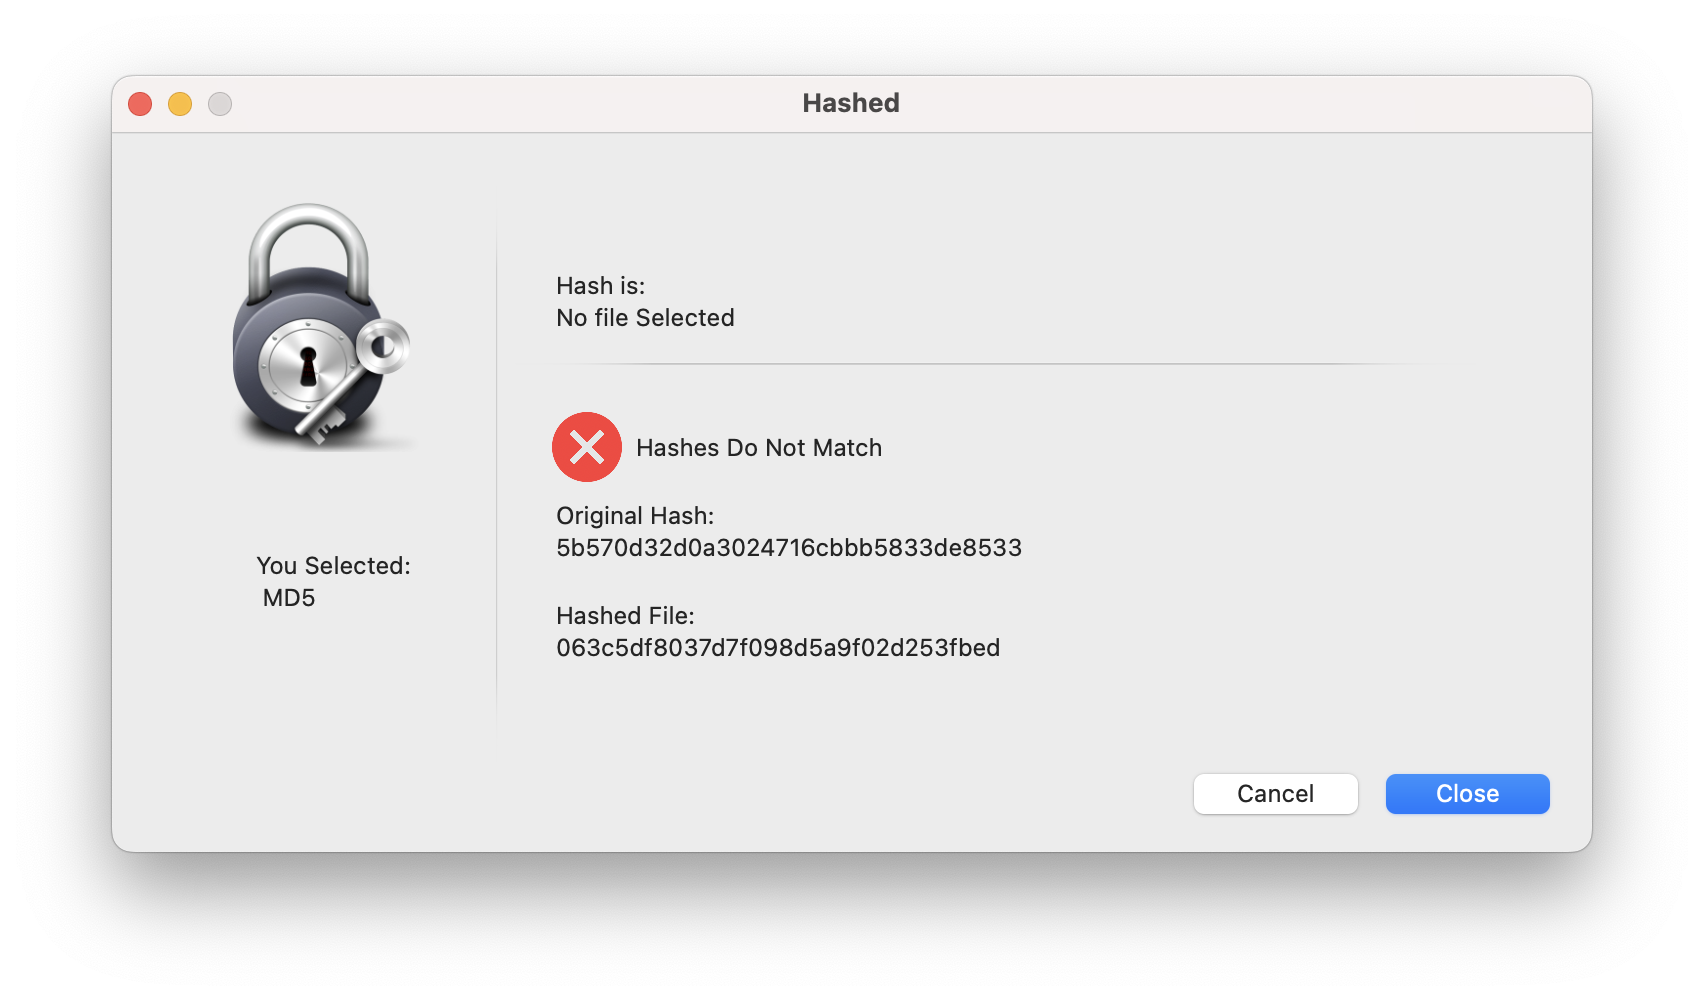 Hashed
Hash is:
No file Selected
Hashes Do Not Match
Original Hash:
5b570d32d0a3024716cbbb5833de8533
Hashed File:
063c5df8037d7f098d5a9f02d253fbed
You Selected:
MD5
Cancel
Close